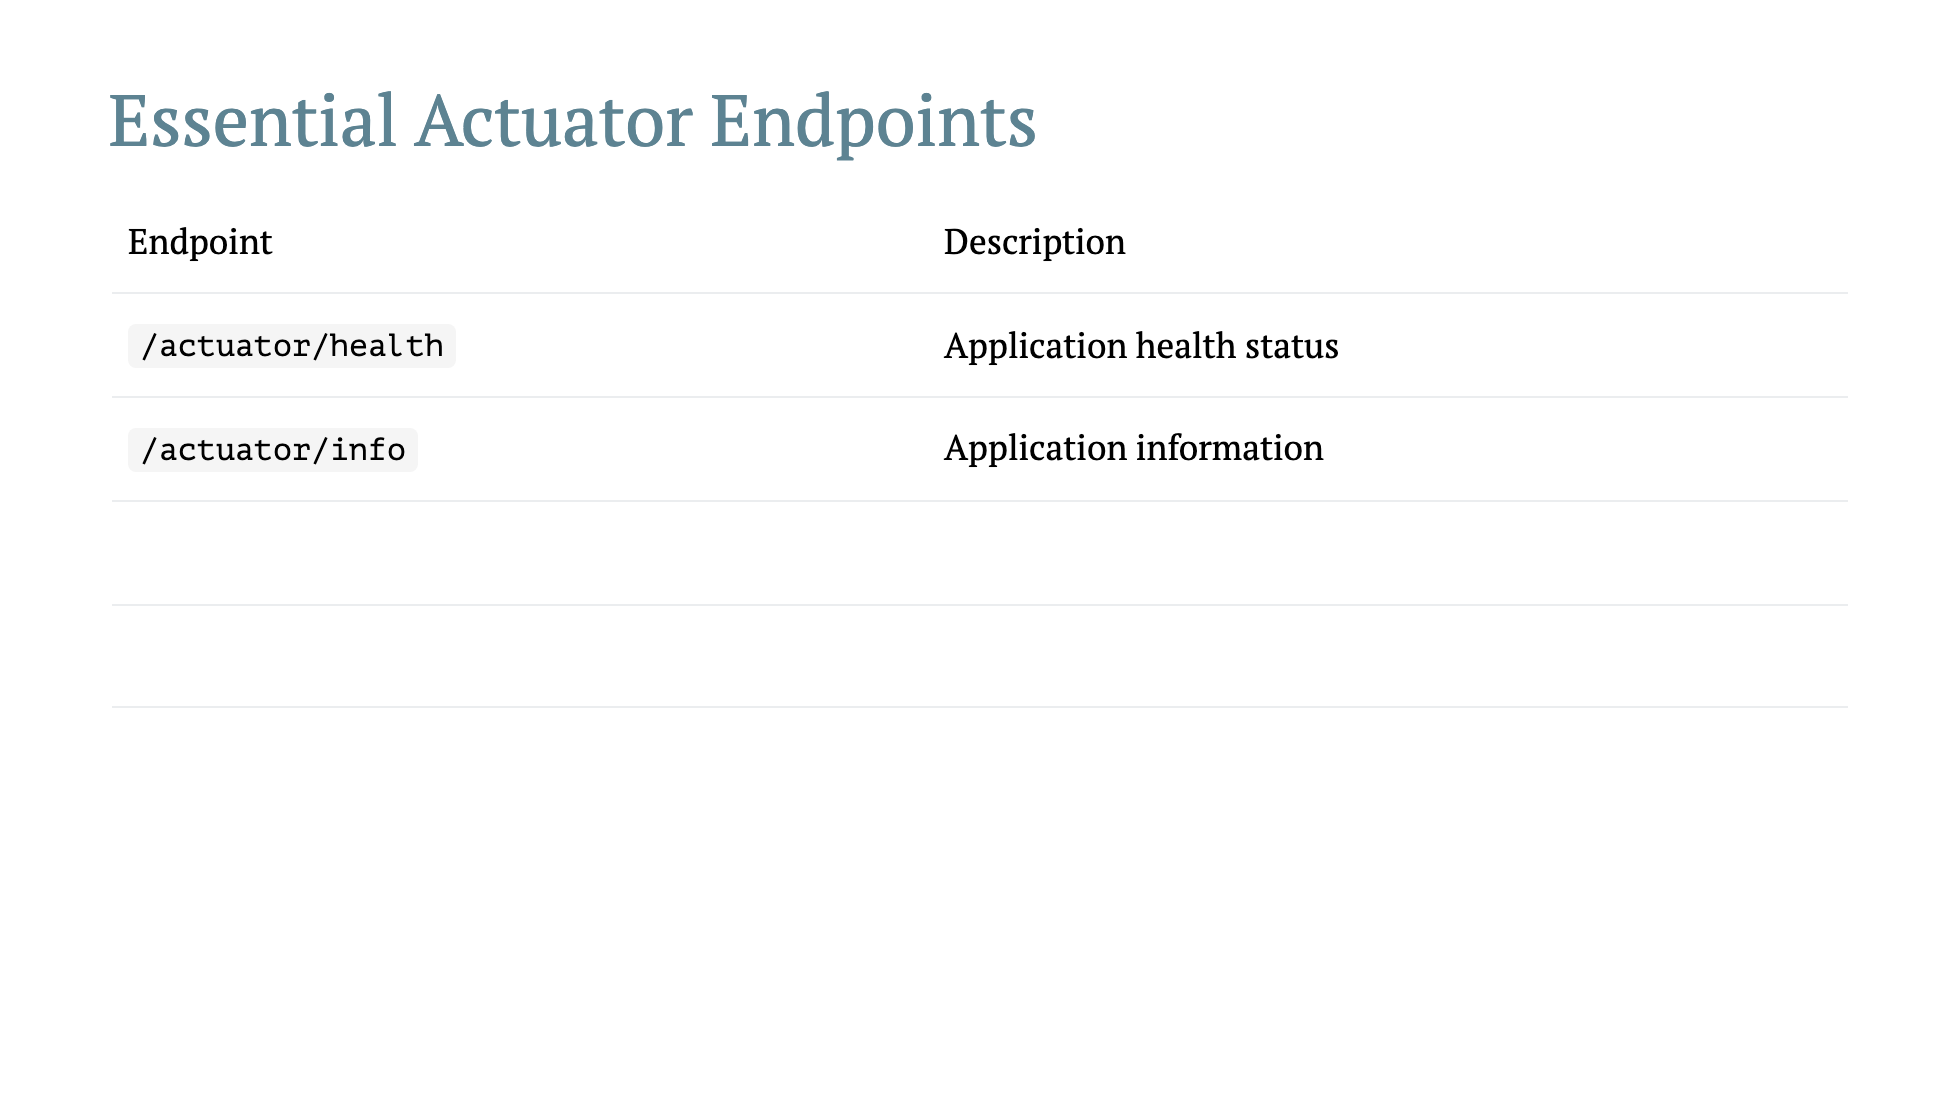 Essential Actuator Endpoints
Endpoint Description
/actuator/health Application health status
/actuator/info Application information